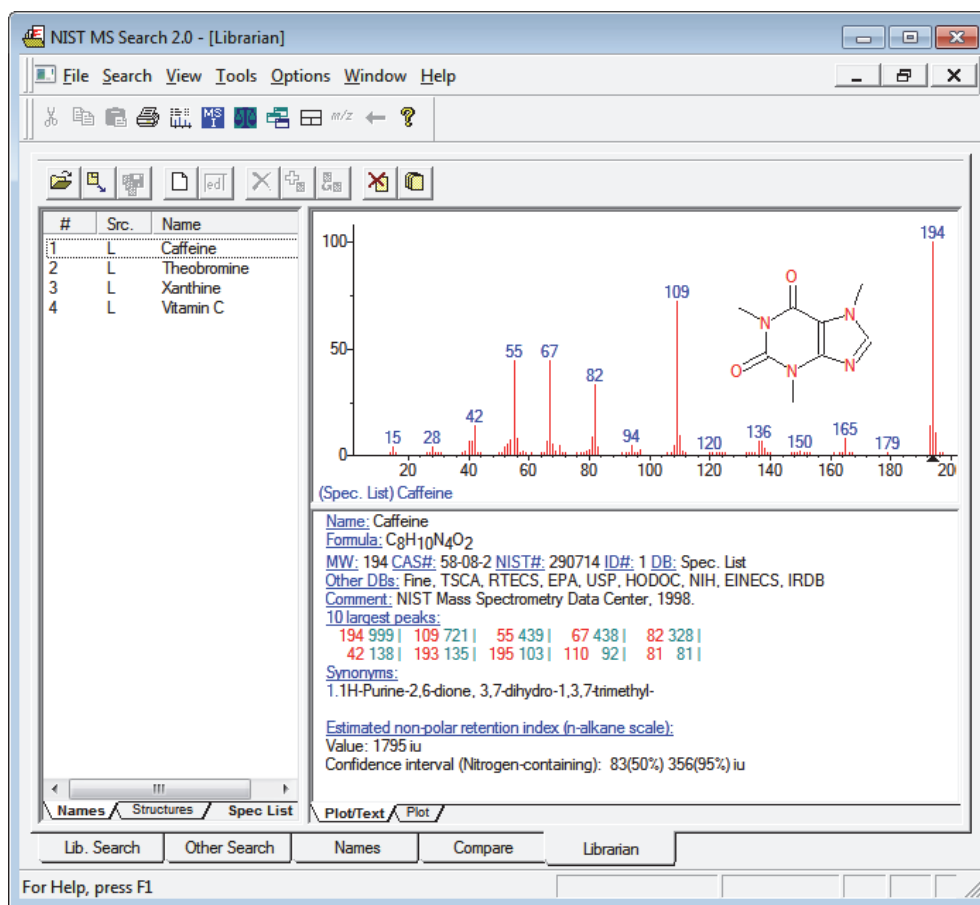 NIST MS Search 2.0 - [Librarian]
File Search View Tools Options Window Help
MS I m/z ?
edT
# Src. Name
1 L Caffeine
2 L Theobromine
3 L Xanthine
4 L Vitamin C
Names Structures Spec List
100
50
0
194
109
55
67
82
42
15
28
94
120
136
150
165
179
20 40 60 80 100 120 140 160 180 20
O
N
N
O
N
N
(Spec. List) Caffeine
Name: Caffeine
Formula: C₈H₁₀N₄O₂
MW: 194 CAS#: 58-08-2 NIST#: 290714 ID#: 1 DB: Spec. List
Other DBs: Fine, TSCA, RTECS, EPA, USP, HODOC, NIH, EINECS, IRDB
Comment: NIST Mass Spectrometry Data Center, 1998.
10 largest peaks:
194 999 | 109 721 | 55 439 | 67 438 | 82 328 |
42 138 | 193 135 | 195 103 | 110 92 | 81 81 |
Synonyms:
1.1H-Purine-2,6-dione, 3,7-dihydro-1,3,7-trimethyl-
Estimated non-polar retention index (n-alkane scale):
Value: 1795 iu
Confidence interval (Nitrogen-containing): 83(50%) 356(95%) iu
Plot/Text Plot
Lib. Search Other Search Names Compare Librarian
For Help, press F1